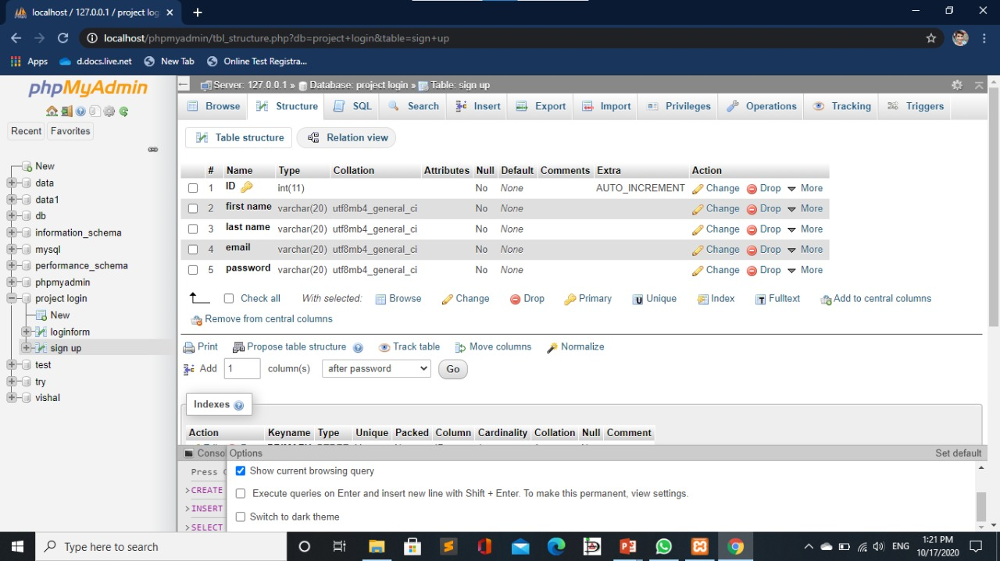 localhost / 127.0.0.1 / project log
localhost/phpmyadmin/tbl_structure.php?db=project+login&table=sign+up
Apps d.docs.live.net New Tab Online Test Registra...
phpMyAdmin
Recent Favorites
New
data
data1
db
information_schema
mysql
performance_schema
phpmyadmin
project login
New
loginform
sign up
test
try
vishal
Server: 127.0.0.1 » Database: project login » Table: sign up
Browse Structure SQL Search Insert Export Import Privileges Operations Tracking Triggers
Table structure Relation view
# Name Type Collation Attributes Null Default Comments Extra Action
1 ID int(11) No None AUTO_INCREMENT Change Drop More
2 first name varchar(20) utf8mb4_general_ci No None Change Drop More
3 last name varchar(20) utf8mb4_general_ci No None Change Drop More
4 email varchar(20) utf8mb4_general_ci No None Change Drop More
5 password varchar(20) utf8mb4_general_ci No None Change Drop More
Check all With selected: Browse Change Drop Primary Unique Index Fulltext Add to central columns
Remove from central columns
Print Propose table structure Track table Move columns Normalize
Add 1 column(s) after password Go
Indexes
Action Keyname Type Unique Packed Column Cardinality Collation Null Comment
Conso Options Set default
Press
Show current browsing query
>CREATE
Execute queries on Enter and insert new line with Shift + Enter. To make this permanent, view settings.
>INSERT
Switch to dark theme
>SELECT
Type here to search
ENG
1:21 PM
10/17/2020